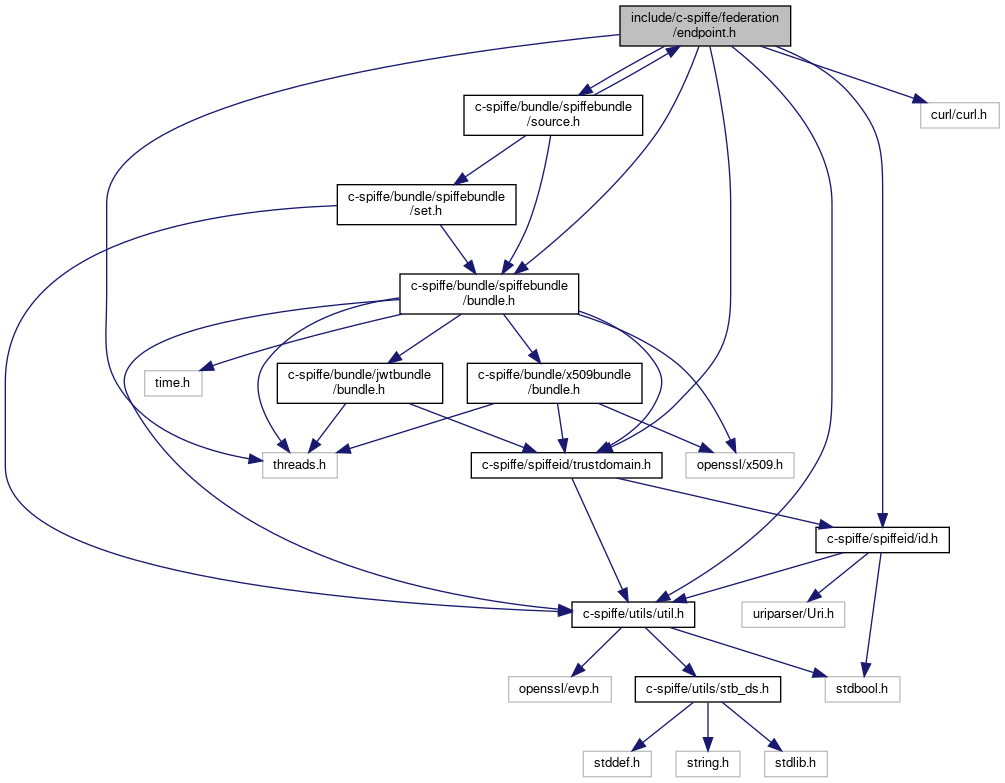 include/c-spiffe/federation
/endpoint.h
c-spiffe/bundle/spiffebundle
/source.h
curl/curl.h
c-spiffe/bundle/spiffebundle
/set.h
c-spiffe/bundle/spiffebundle
/bundle.h
time.h
c-spiffe/bundle/jwtbundle
/bundle.h
c-spiffe/bundle/x509bundle
/bundle.h
threads.h
c-spiffe/spiffeid/trustdomain.h
openssl/x509.h
c-spiffe/spiffeid/id.h
c-spiffe/utils/util.h
uriparser/Uri.h
openssl/evp.h
c-spiffe/utils/stb_ds.h
stdbool.h
stddef.h
string.h
stdlib.h